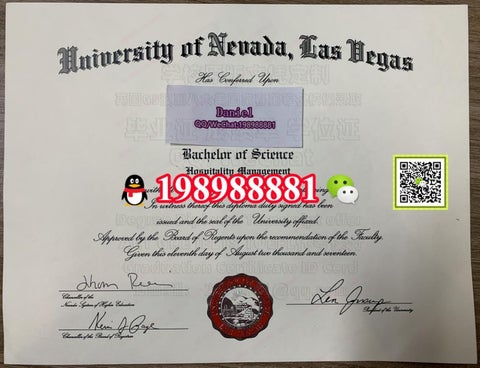 University of Nevada, Las Vegas
Has Conferred Upon
Daniel
QQ/WeChat:198988881
Bachelor of Science
Hospitality Management
198988881
In witness thereof this diploma duly signed has been
issued and the seal of the University affixed.
Approved by the Board of Regents upon the recommendation of the Faculty.
Given this eleventh day of August two thousand and seventeen.
Chancellor of the
Nevada System of Higher Education
President of the University
Chancellor of the Board of Regents